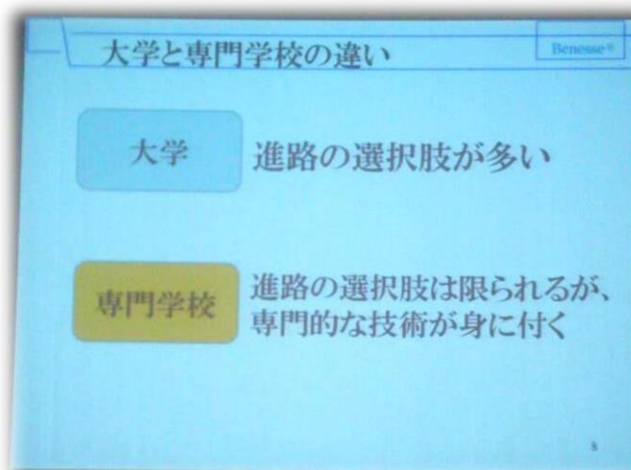 大学と専門学校の違い
Benesse®
大学
進路の選択肢が多い
専門学校
進路の選択肢は限られるが、
専門的な技術が身に付く
8